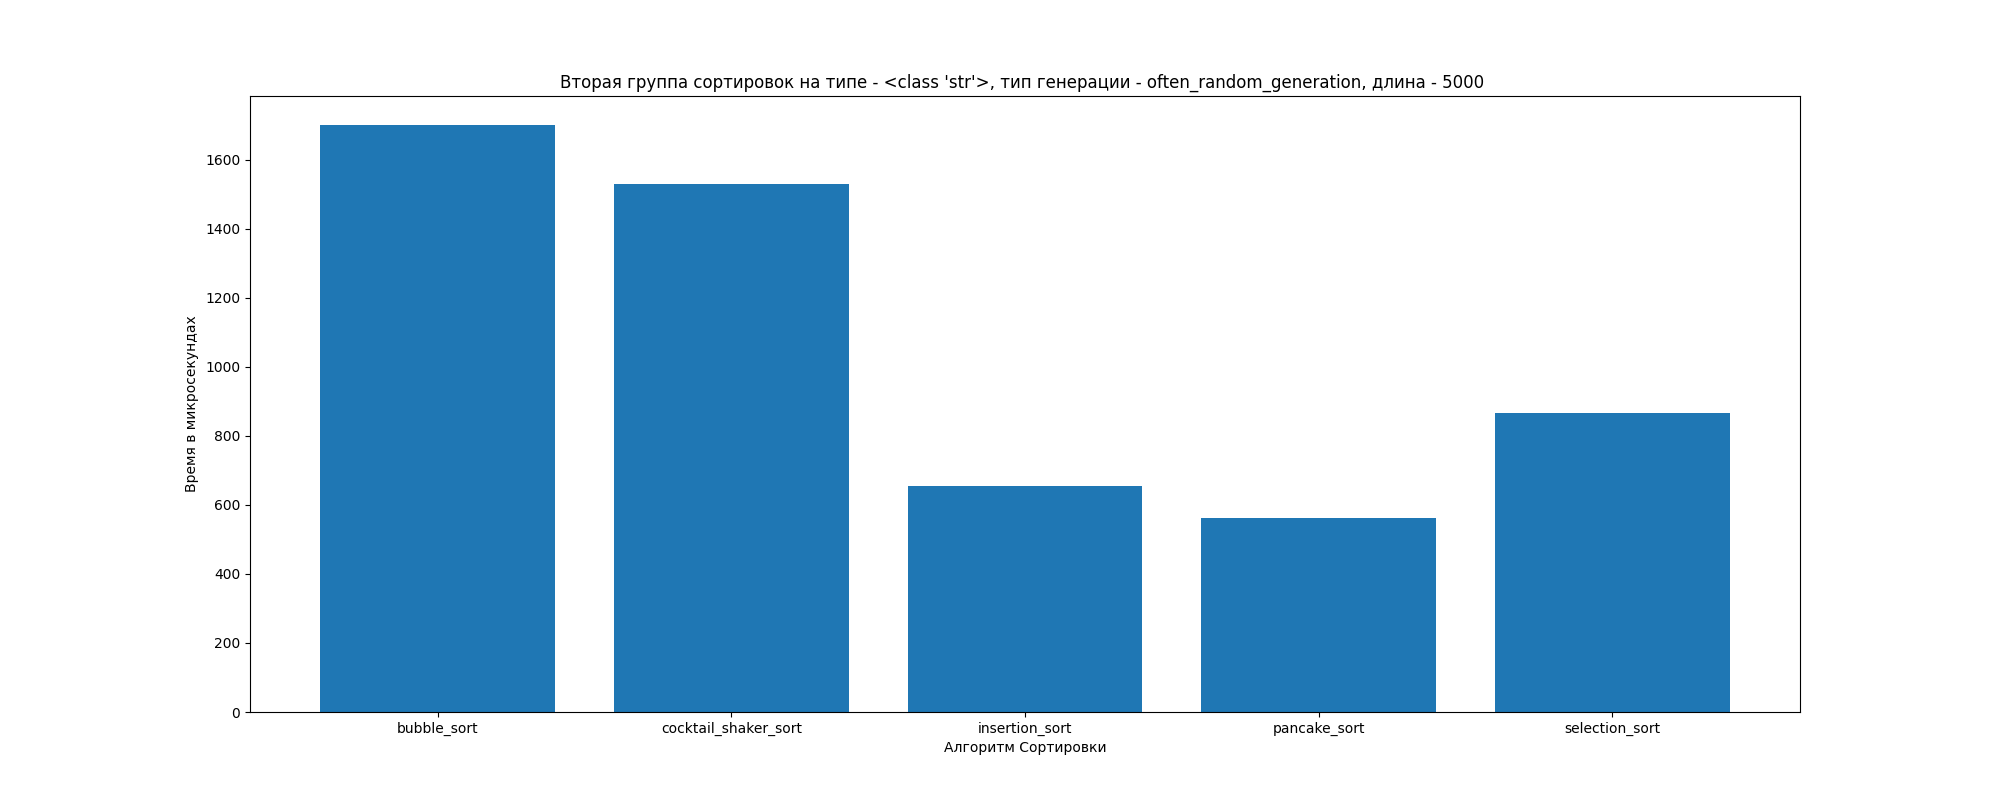 Вторая группа сортировок на типе - <class 'str'>, тип генерации - often_random_generation, длина - 5000
Время в микросекундах
1600
1400
1200
1000
800
600
400
200
0
bubble_sort
cocktail_shaker_sort
insertion_sort
pancake_sort
selection_sort
Алгоритм Сортировки